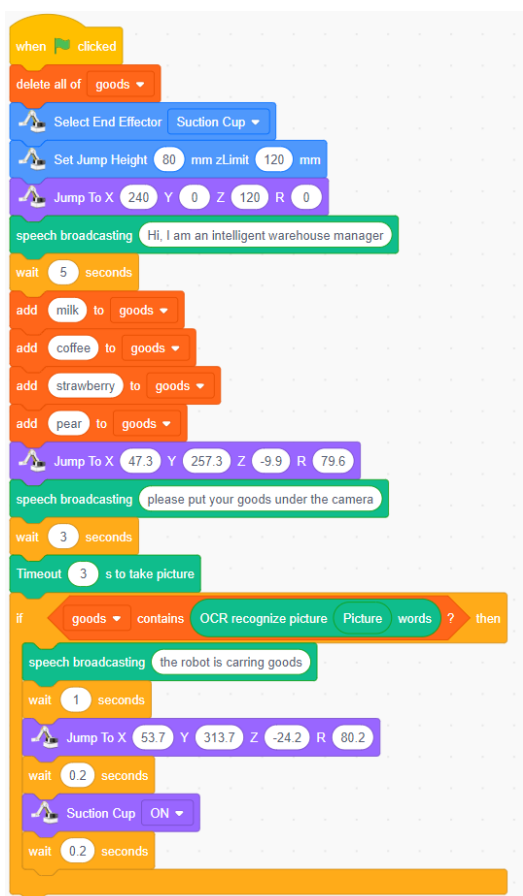 when clicked
delete all of goods
Select End Effector Suction Cup
Set Jump Height 80 mm zLimit 120 mm
Jump To X 240 Y 0 Z 120 R 0
speech broadcasting Hi, I am an intelligent warehouse manager
wait 5 seconds
add milk to goods
add coffee to goods
add strawberry to goods
add pear to goods
Jump To X 47.3 Y 257.3 Z -9.9 R 79.6
speech broadcasting please put your goods under the camera
wait 3 seconds
Timeout 3 s to take picture
if goods contains OCR recognize picture Picture words ? then
speech broadcasting the robot is carring goods
wait 1 seconds
Jump To X 53.7 Y 313.7 Z -24.2 R 80.2
wait 0.2 seconds
Suction Cup ON
wait 0.2 seconds